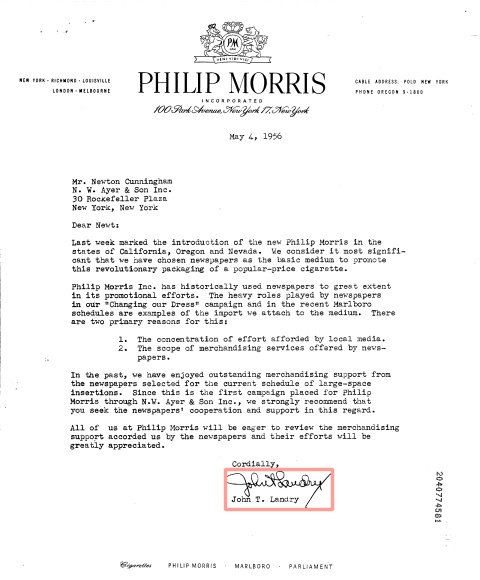 PM
VENI·VIDI·VICI
NEW YORK · RICHMOND · LOUISVILLE
LONDON · MELBOURNE
PHILIP MORRIS
INCORPORATED
100 Park Avenue, New York 17, New York
CABLE ADDRESS, POLD NEW YORK
PHONE OREGON 9-1800
May 4, 1956
Mr. Newton Cunningham
N. W. Ayer & Son Inc.
30 Rockefeller Plaza
New York, New York
Dear Newt:
Last week marked the introduction of the new Philip Morris in the
states of California, Oregon and Nevada. We consider it most signifi-
cant that we have chosen newspapers as the basic medium to promote
this revolutionary packaging of a popular-price cigarette.
Philip Morris Inc. has historically used newspapers to great extent
in its promotional efforts. The heavy roles played by newspapers
in our "Changing our Dress" campaign and in the recent Marlboro
schedules are examples of the import we attach to the medium. There
are two primary reasons for this:
1. The concentration of effort afforded by local media.
2. The scope of merchandising services offered by news-
papers.
In the past, we have enjoyed outstanding merchandising support from
the newspapers selected for the current schedule of large-space
insertions. Since this is the first campaign placed for Philip
Morris through N.W. Ayer & Son Inc., we strongly recommend that
you seek the newspapers' cooperation and support in this regard.
All of us at Philip Morris will be eager to review the merchandising
support accorded us by the newspapers and their efforts will be
greatly appreciated.
Cordially,
John T Landry
John T. Landry
2040774581
Cigarettes PHILIP MORRIS · MARLBORO · PARLIAMENT